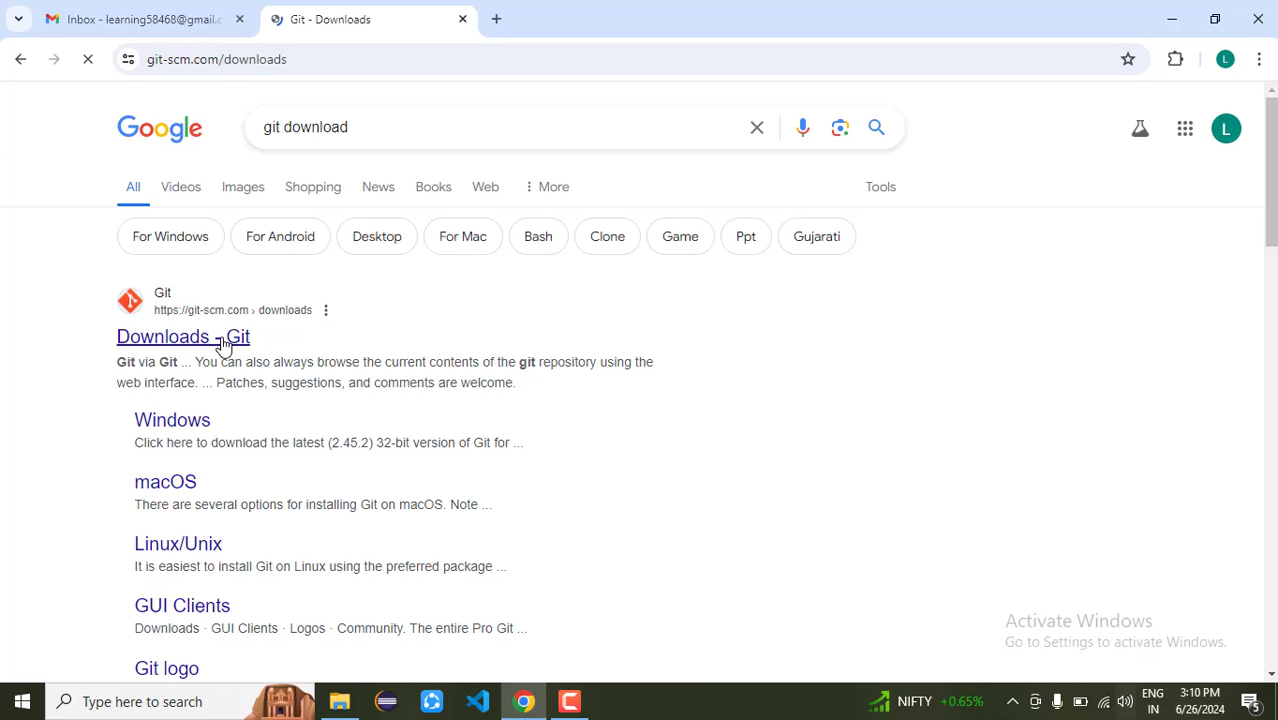 Inbox - learning58468@gmail.c
Git - Downloads
git-scm.com/downloads
L
Google
git download
L
All Videos Images Shopping News Books Web More Tools
For Windows For Android Desktop For Mac Bash Clone Game Ppt Gujarati
Git
https://git-scm.com › downloads
Downloads - Git
Git via Git ... You can also always browse the current contents of the git repository using the
web interface. ... Patches, suggestions, and comments are welcome.
Windows
Click here to download the latest (2.45.2) 32-bit version of Git for ...
macOS
There are several options for installing Git on macOS. Note ...
Linux/Unix
It is easiest to install Git on Linux using the preferred package ...
GUI Clients
Downloads · GUI Clients · Logos · Community. The entire Pro Git ...
Git logo
Activate Windows
Go to Settings to activate Windows.
Type here to search
NIFTY +0.65%
ENG
IN
3:10 PM
6/26/2024
5